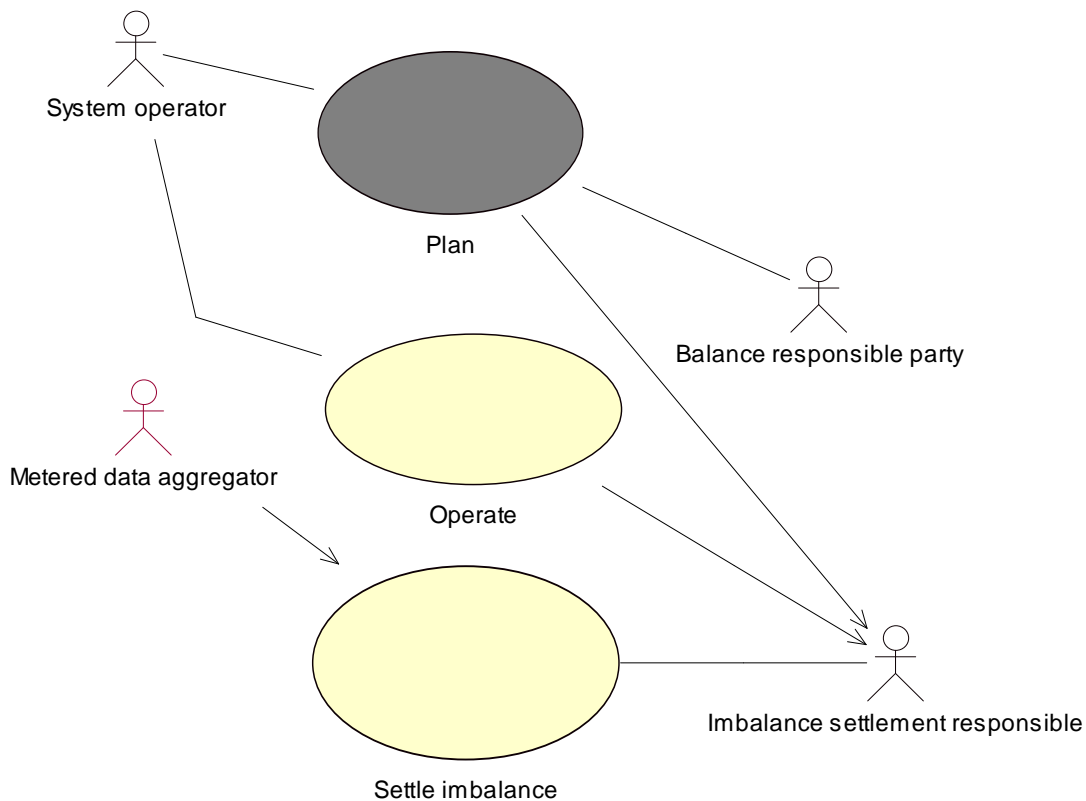 System operator
Plan
Balance responsible party
Metered data aggregator
Operate
Imbalance settlement responsible
Settle imbalance